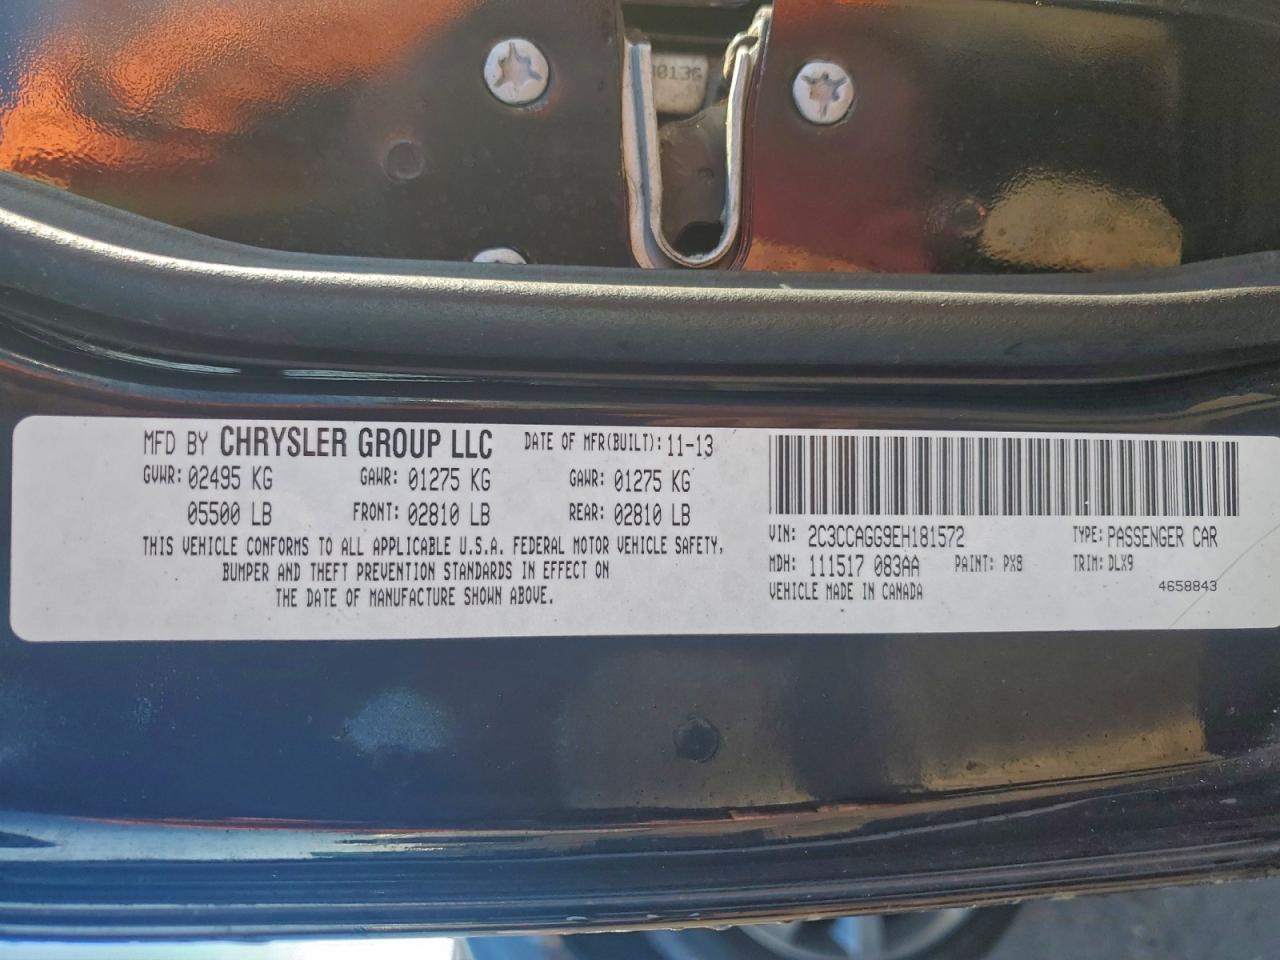 MFD BY CHRYSLER GROUP LLC DATE OF MFR(BUILT): 11-13
GVWR: 02495 KG GAWR: 01275 KG GAWR: 01275 KG
05500 LB FRONT: 02810 LB REAR: 02810 LB
THIS VEHICLE CONFORMS TO ALL APPLICABLE U.S.A. FEDERAL MOTOR VEHICLE SAFETY,
BUMPER AND THEFT PREVENTION STANDARDS IN EFFECT ON
THE DATE OF MANUFACTURE SHOWN ABOVE.
VIN: 2C3CCAGG9EH181572 TYPE: PASSENGER CAR
MDH: 111517 083AA PAINT: PX8 TRIM: DLX9
VEHICLE MADE IN CANADA 4658843